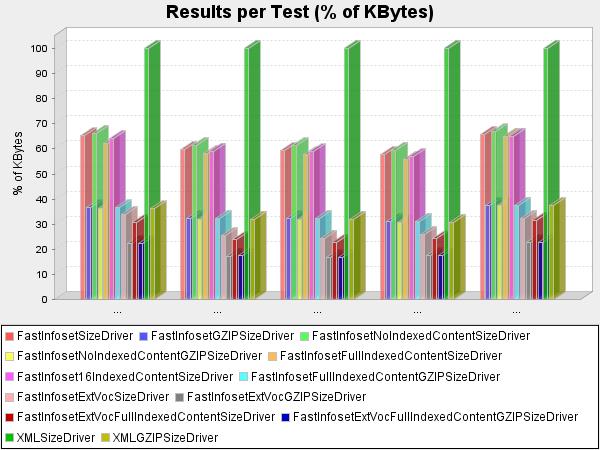 Results per Test (% of KBytes)
100
90
80
70
60
50
40
30
20
10
0
% of KBytes
... ... ... ... ...
FastInfosetSizeDriver FastInfosetGZIPSizeDriver FastInfosetNoIndexedContentSizeDriver
FastInfosetNoIndexedContentGZIPSizeDriver FastInfosetFullIndexedContentSizeDriver
FastInfoset16IndexedContentSizeDriver FastInfosetFullIndexedContentGZIPSizeDriver
FastInfosetExtVocSizeDriver FastInfosetExtVocGZIPSizeDriver
FastInfosetExtVocFullIndexedContentSizeDriver FastInfosetExtVocFullIndexedContentGZIPSizeDriver
XMLSizeDriver XMLGZIPSizeDriver